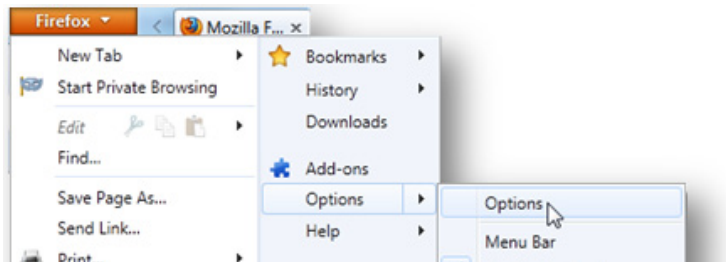 Firefox
Mozilla F... ×
New Tab
Start Private Browsing
Edit
Find...
Save Page As...
Send Link...
Print...
Bookmarks
History
Downloads
Add-ons
Options
Help
Options
Menu Bar